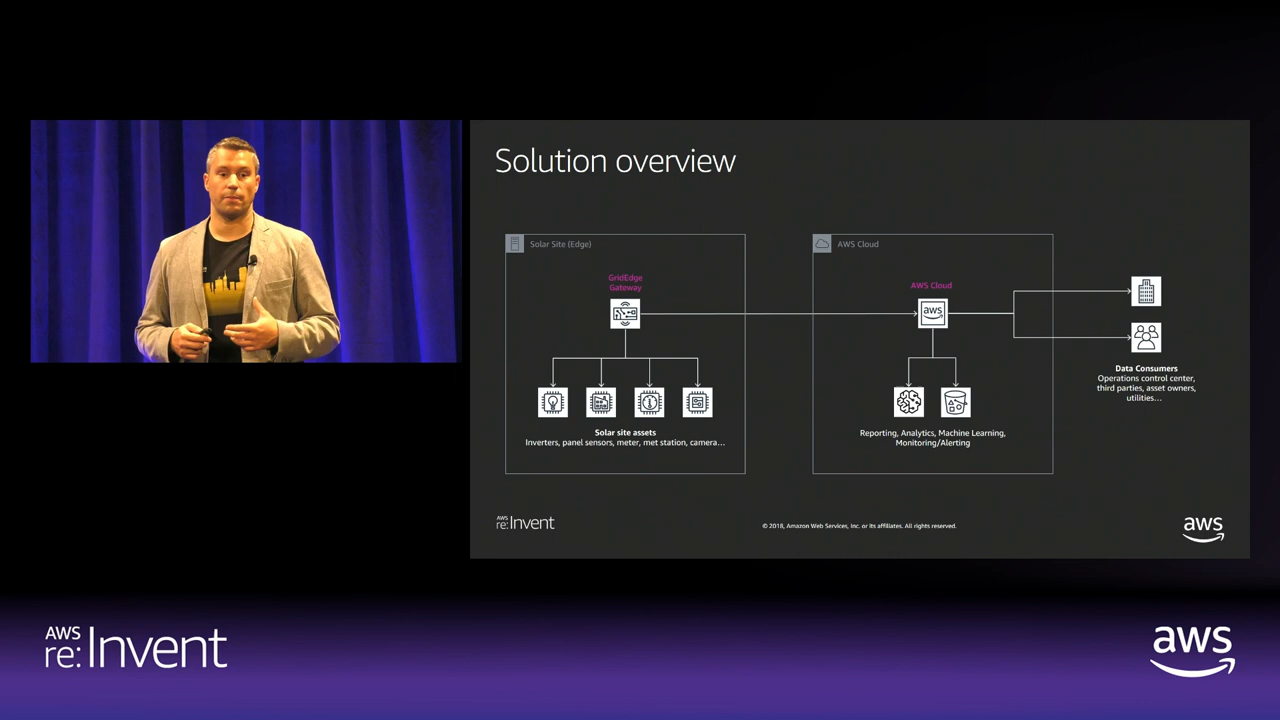 Solution overview
Solar Site (Edge)
GridEdge
Gateway
Solar site assets
Inverters, panel sensors, meter, met station, camera...
AWS Cloud
AWS Cloud
aws
Reporting, Analytics, Machine Learning,
Monitoring/Alerting
Data Consumers
Operations control center,
third parties, asset owners,
utilities...
AWS
re:Invent
© 2018, Amazon Web Services, Inc. or its affiliates. All rights reserved.
aws
AWS
re:Invent
aws